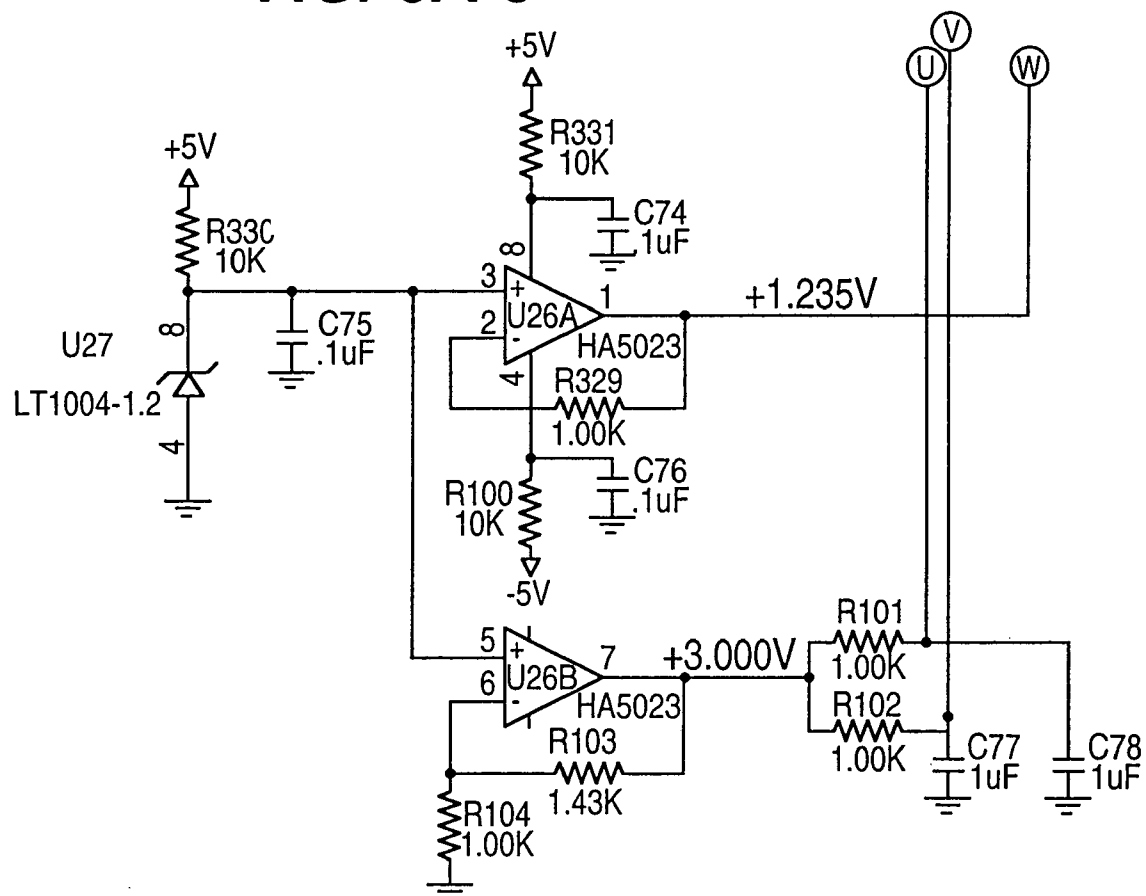 +5V
V
U
W
R331
10K
+5V
R330
10K
C74
.1uF
8
3
+
1
+1.235V
U26A
2
-
HA5023
8
C75
.1uF
U27
LT1004-1.2
4
4
R329
1.00K
C76
.1uF
R100
10K
-5V
R101
1.00K
5
+
7
+3.000V
U26B
6
-
HA5023
R102
1.00K
R103
1.43K
C77
1uF
C78
1uF
R104
1.00K